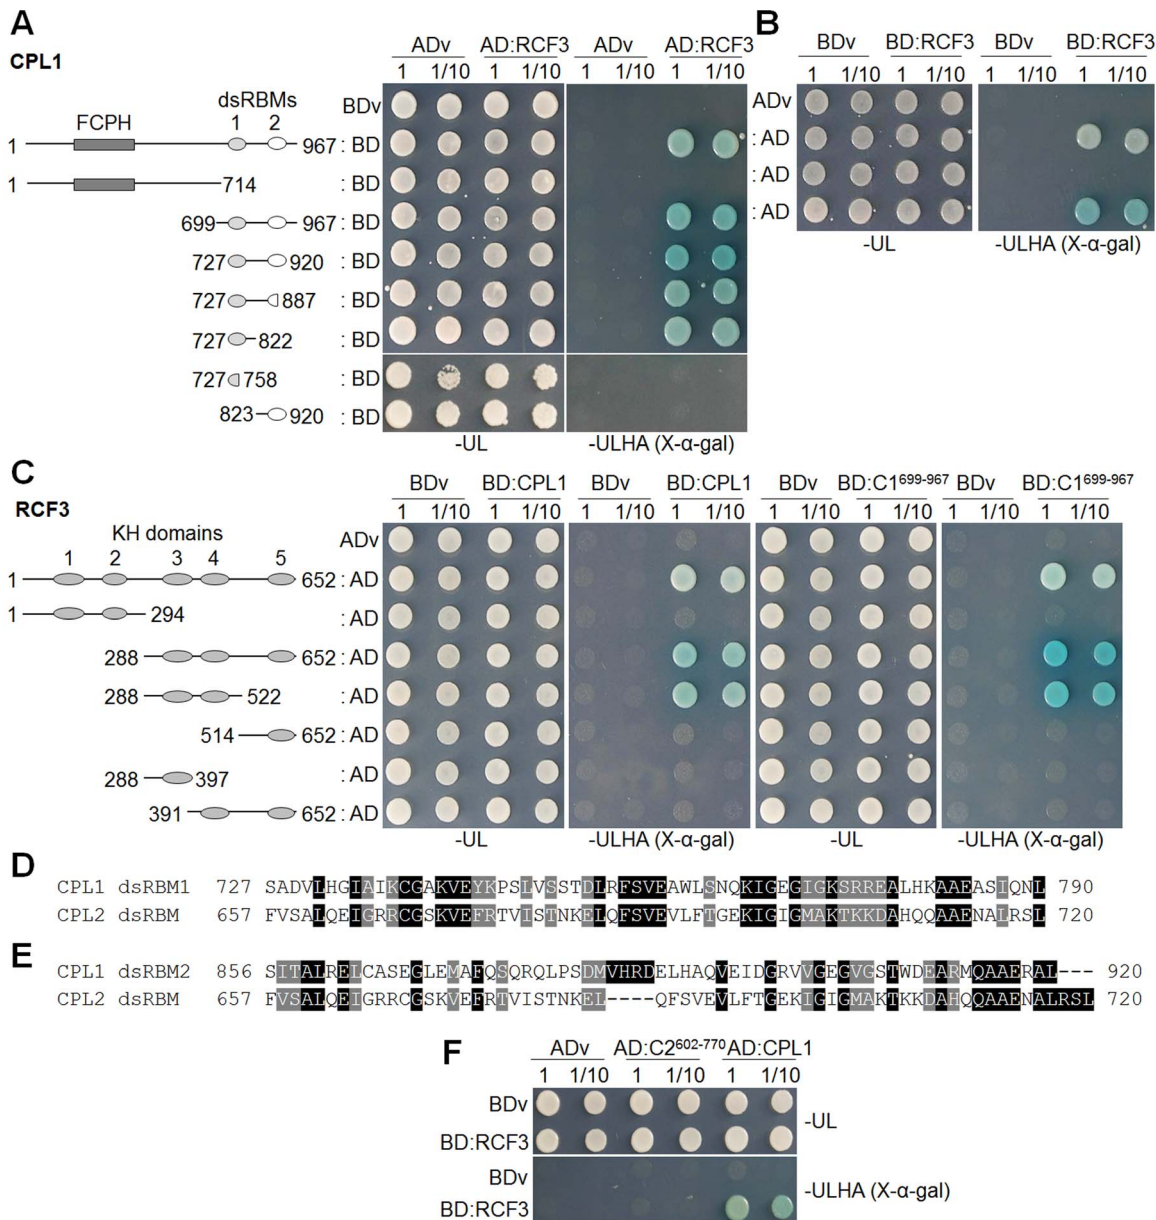 A
CPL1
ADv AD:RCF3 ADv AD:RCF3
1 1/10 1 1/10 1 1/10 1 1/10
dsRBMs
FCPH 1 2
BDv
1 967 : BD
1 714 : BD
699 967 : BD
727 920 : BD
727 887 : BD
727 822 : BD
727 758 : BD
823 920 : BD
-UL -ULHA (X-α-gal)
B
BDv BD:RCF3 BDv BD:RCF3
1 1/10 1 1/10 1 1/10 1 1/10
ADv
: AD
: AD
: AD
-UL -ULHA (X-α-gal)
C
RCF3
BDv BD:CPL1 BDv BD:CPL1 BDv BD:C1⁶⁹⁹⁻⁹⁶⁷ BDv BD:C1⁶⁹⁹⁻⁹⁶⁷
1 1/10 1 1/10 1 1/10 1 1/10 1 1/10 1 1/10 1 1/10 1 1/10
KH domains
1 2 3 4 5
ADv
1 652 : AD
1 294 : AD
288 652 : AD
288 522 : AD
514 652 : AD
288 397 : AD
391 652 : AD
-UL -ULHA (X-α-gal) -UL -ULHA (X-α-gal)
D
CPL1 dsRBM1 727 SADVLHGIAIKCGAKVEYKPSLVSSTDLRFSVEAWLSNQKIGEGIGKSRREALHKAAEASIQNL 790
CPL2 dsRBM 657 FVSALQEIGRRCGSKVEFRTVISTNKELQFSVEVLFTGEKIGIGMAKTKKDAHQQAAENALRSL 720
E
CPL1 dsRBM2 856 SITALRELCASEGLEMAFQSQRQLPSDMVHRDELHAQVEIDGRVVGEGVGSTWDEARMQAAERAL--- 920
CPL2 dsRBM 657 FVSALQEIGRRCGSKVEFRTVISTNKEL----QFSVEVLFTGEKIGIGMAKTKKDAHQQAAENALRSL 720
F
ADv AD:C2⁶⁰²⁻⁷⁷⁰ AD:CPL1
1 1/10 1 1/10 1 1/10
BDv
BD:RCF3
-UL
BDv
BD:RCF3
-ULHA (X-α-gal)